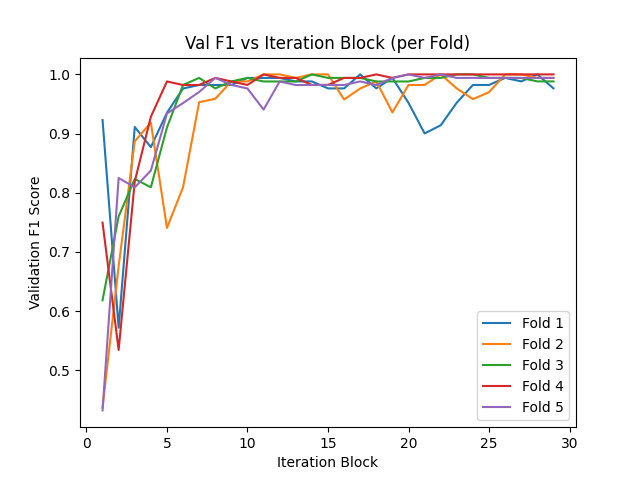 Val F1 vs Iteration Block (per Fold)
Validation F1 Score
1.0
0.9
0.8
0.7
0.6
0.5
0
5
10
15
20
25
30
Iteration Block
Fold 1
Fold 2
Fold 3
Fold 4
Fold 5